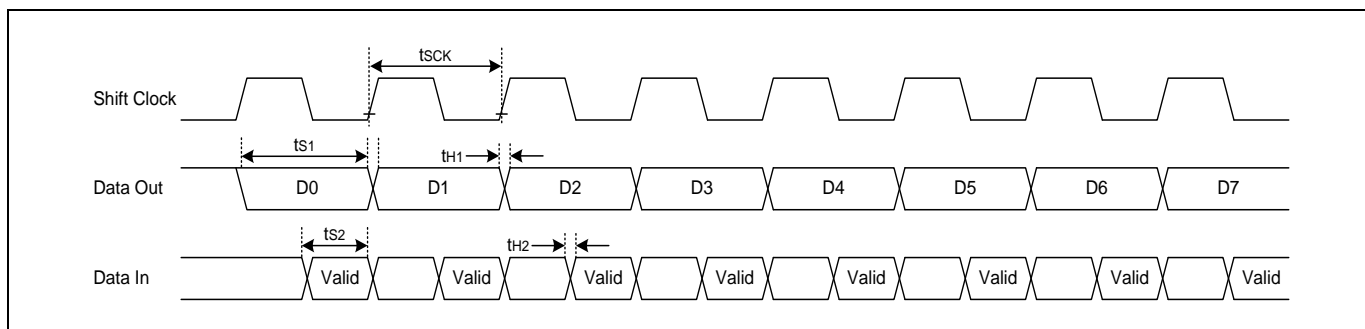 tSCK
Shift Clock
tS1
tH1
Data Out D0 D1 D2 D3 D4 D5 D6 D7
tS2
tH2
Data In Valid Valid Valid Valid Valid Valid Valid Valid